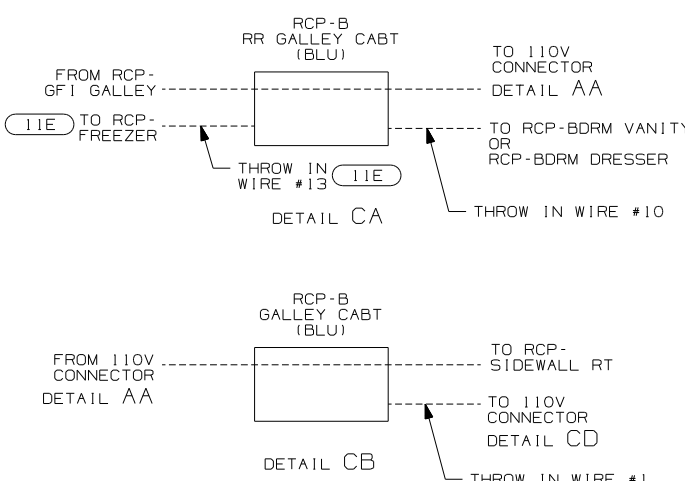 RCP-B
RR GALLEY CABT
(BLU)
FROM RCP-
GFI GALLEY
TO 110V
CONNECTOR
DETAIL AA
11E TO RCP-
FREEZER
TO RCP-BDRM VANITY
OR
RCP-BDRM DRESSER
THROW IN
WIRE #13 11E
THROW IN WIRE #10
DETAIL CA
RCP-B
GALLEY CABT
(BLU)
FROM 110V
CONNECTOR
DETAIL AA
TO RCP-
SIDEWALL RT
TO 110V
CONNECTOR
DETAIL CD
DETAIL CB
THROW IN WIRE #1